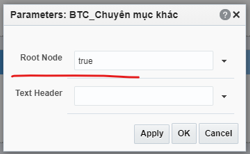 Parameters: BTC_Chuyên mục khác
Root Node
true
Text Header
Apply
OK
Cancel